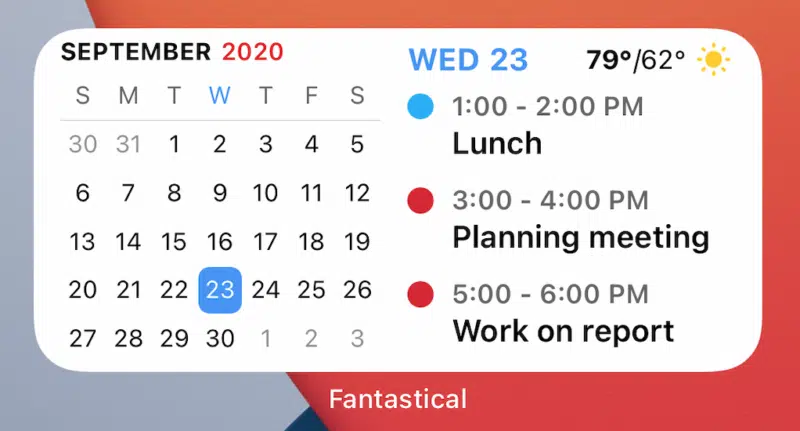 SEPTEMBER 2020
S M T W T F S
30 31 1 2 3 4 5
6 7 8 9 10 11 12
13 14 15 16 17 18 19
20 21 22 23 24 25 26
27 28 29 30 1 2 3
WED 23 79°/62°
1:00 - 2:00 PM
Lunch
3:00 - 4:00 PM
Planning meeting
5:00 - 6:00 PM
Work on report
Fantastical